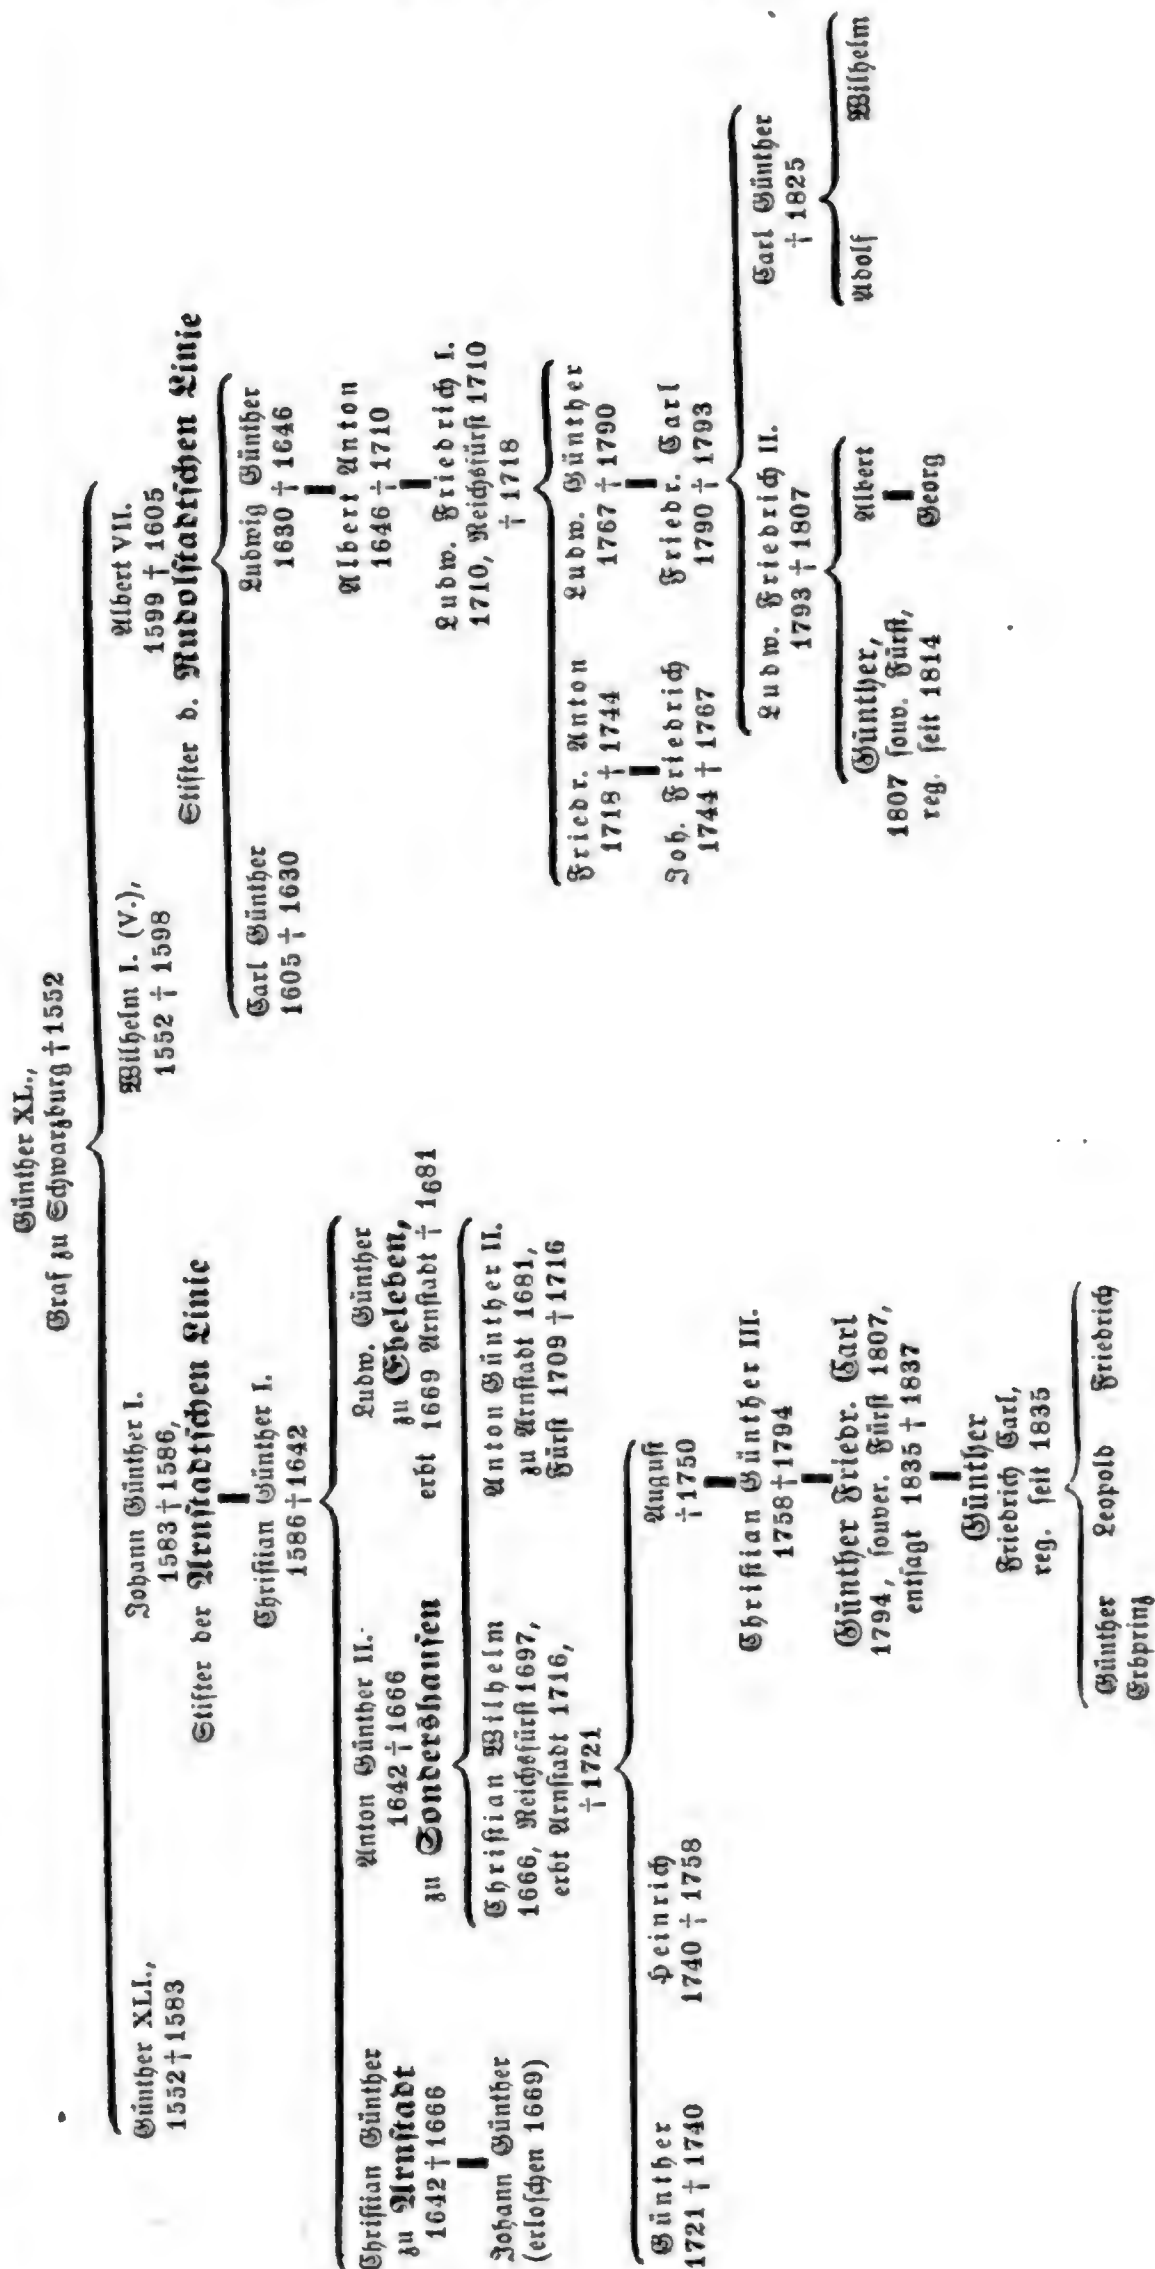 Günther XL.,
Graf zu Schwarzburg † 1552
Günther XLI.,
1552 † 1583
Johann Günther I.
1583 † 1586,
Stifter der Arnstadtschen Linie
Wilhelm I. (V.),
1552 † 1598
Albert VII.
1599 † 1605
Stifter d. Rudolstadtschen Linie
Christian Günther I.
1586 † 1642
Carl Günther
1605 † 1630
Ludwig Günther
1630 † 1646
Christian Günther
zu Arnstadt
1642 † 1666
Anton Günther II.
1642 † 1666
zu Sondershausen
Ludw. Günther
zu Ebeleben,
erbt 1669 Arnstadt † 1681
Albert Anton
1646 † 1710
Johann Günther
(erloschen 1669)
Christian Wilhelm
1666, Reichsfürst 1697,
erbt Arnstadt 1716,
† 1721
Anton Günther II.
zu Arnstadt 1681,
Fürst 1709 † 1716
Ludw. Friedrich I.
1710, Reichsfürst 1710
† 1718
Günther
1721 † 1740
Heinrich
1740 † 1758
August
† 1750
Friedr. Anton
1718 † 1744
Ludw. Günther
1767 † 1790
Joh. Friedrich
1744 † 1767
Friedr. Carl
1790 † 1793
Christian Günther III.
1758 † 1794
Ludw. Friedrich II.
1793 † 1807
Carl Günther
† 1825
Günther Friedr. Carl
1794, souver. Fürst 1807,
entsagt 1835 † 1837
Günther,
1807 souv. Fürst,
reg. seit 1814
Albert
Adolf
Wilhelm
Georg
Günther
Friedrich Carl,
reg. seit 1835
Günther
Erbprinz
Leopold
Friedrich